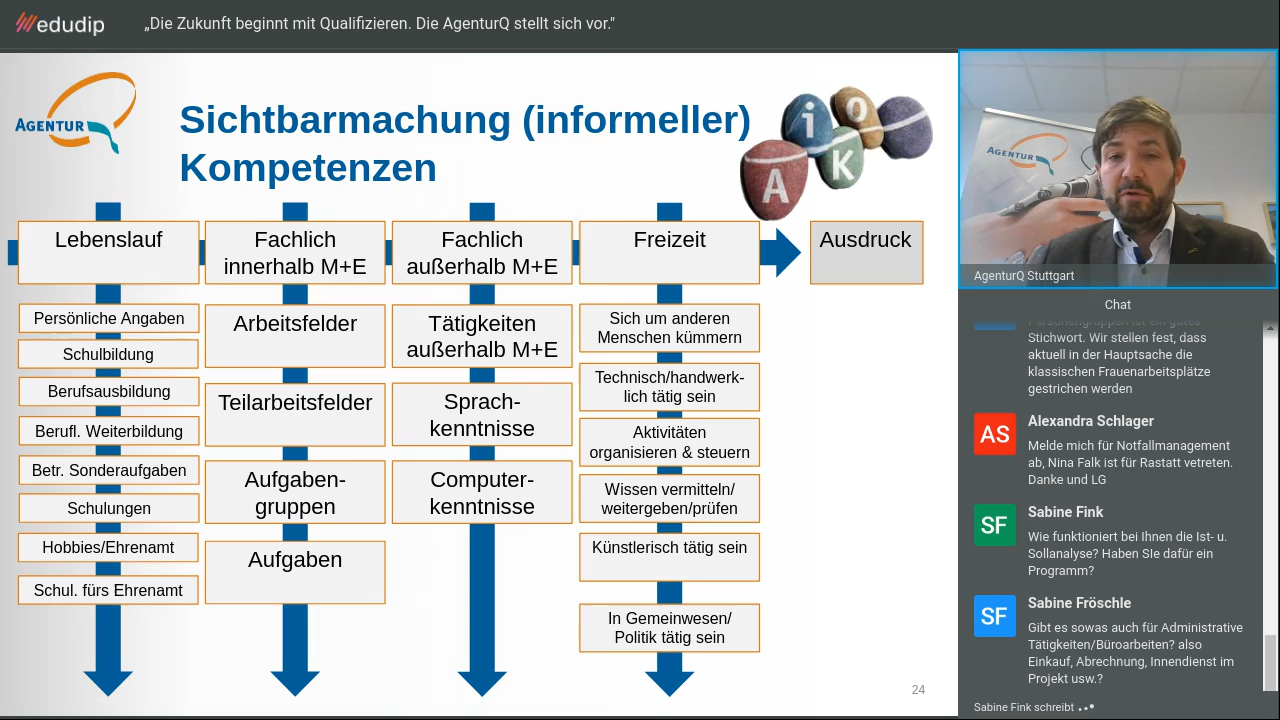 edudip
„Die Zukunft beginnt mit Qualifizieren. Die AgenturQ stellt sich vor."
AGENTUR
Sichtbarmachung (informeller)
Kompetenzen
A
i
K
o
Lebenslauf
Persönliche Angaben
Schulbildung
Berufsausbildung
Berufl. Weiterbildung
Betr. Sonderaufgaben
Schulungen
Hobbies/Ehrenamt
Schul. fürs Ehrenamt
Fachlich
innerhalb M+E
Arbeitsfelder
Teilarbeitsfelder
Aufgaben-
gruppen
Aufgaben
Fachlich
außerhalb M+E
Tätigkeiten
außerhalb M+E
Sprach-
kenntnisse
Computer-
kenntnisse
Freizeit
Sich um anderen
Menschen kümmern
Technisch/handwerk-
lich tätig sein
Aktivitäten
organisieren & steuern
Wissen vermitteln/
weitergeben/prüfen
Künstlerisch tätig sein
In Gemeinwesen/
Politik tätig sein
Ausdruck
24
AGENTUR
AgenturQ Stuttgart
Chat
Personengruppen ist ein gutes
Stichwort. Wir stellen fest, dass
aktuell in der Hauptsache die
klassischen Frauenarbeitsplätze
gestrichen werden
AS
Alexandra Schlager
Melde mich für Notfallmanagement
ab, Nina Falk ist für Rastatt vetreten.
Danke und LG
SF
Sabine Fink
Wie funktioniert bei Ihnen die Ist- u.
Sollanalyse? Haben SIe dafür ein
Programm?
SF
Sabine Fröschle
Gibt es sowas auch für Administrative
Tätigkeiten/Büroarbeiten? also
Einkauf, Abrechnung, Innendienst im
Projekt usw.?
Sabine Fink schreibt